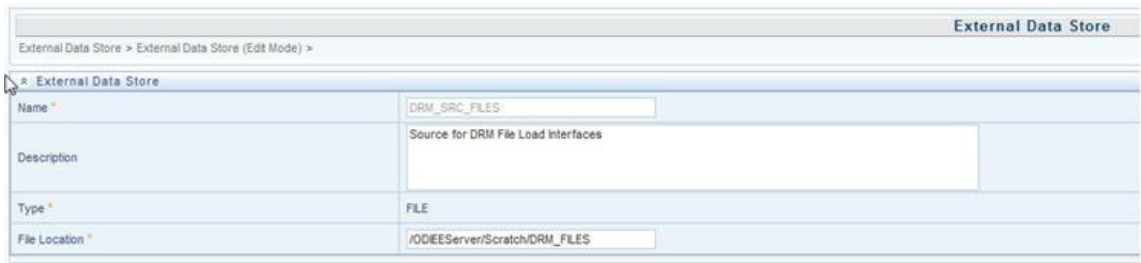 External Data Store
External Data Store > External Data Store (Edit Mode) >
External Data Store
Name *
DRM_SRC_FILES
Description
Source for DRM File Load Interfaces
Type *
FILE
File Location *
/ODIEEServer/Scratch/DRM_FILES